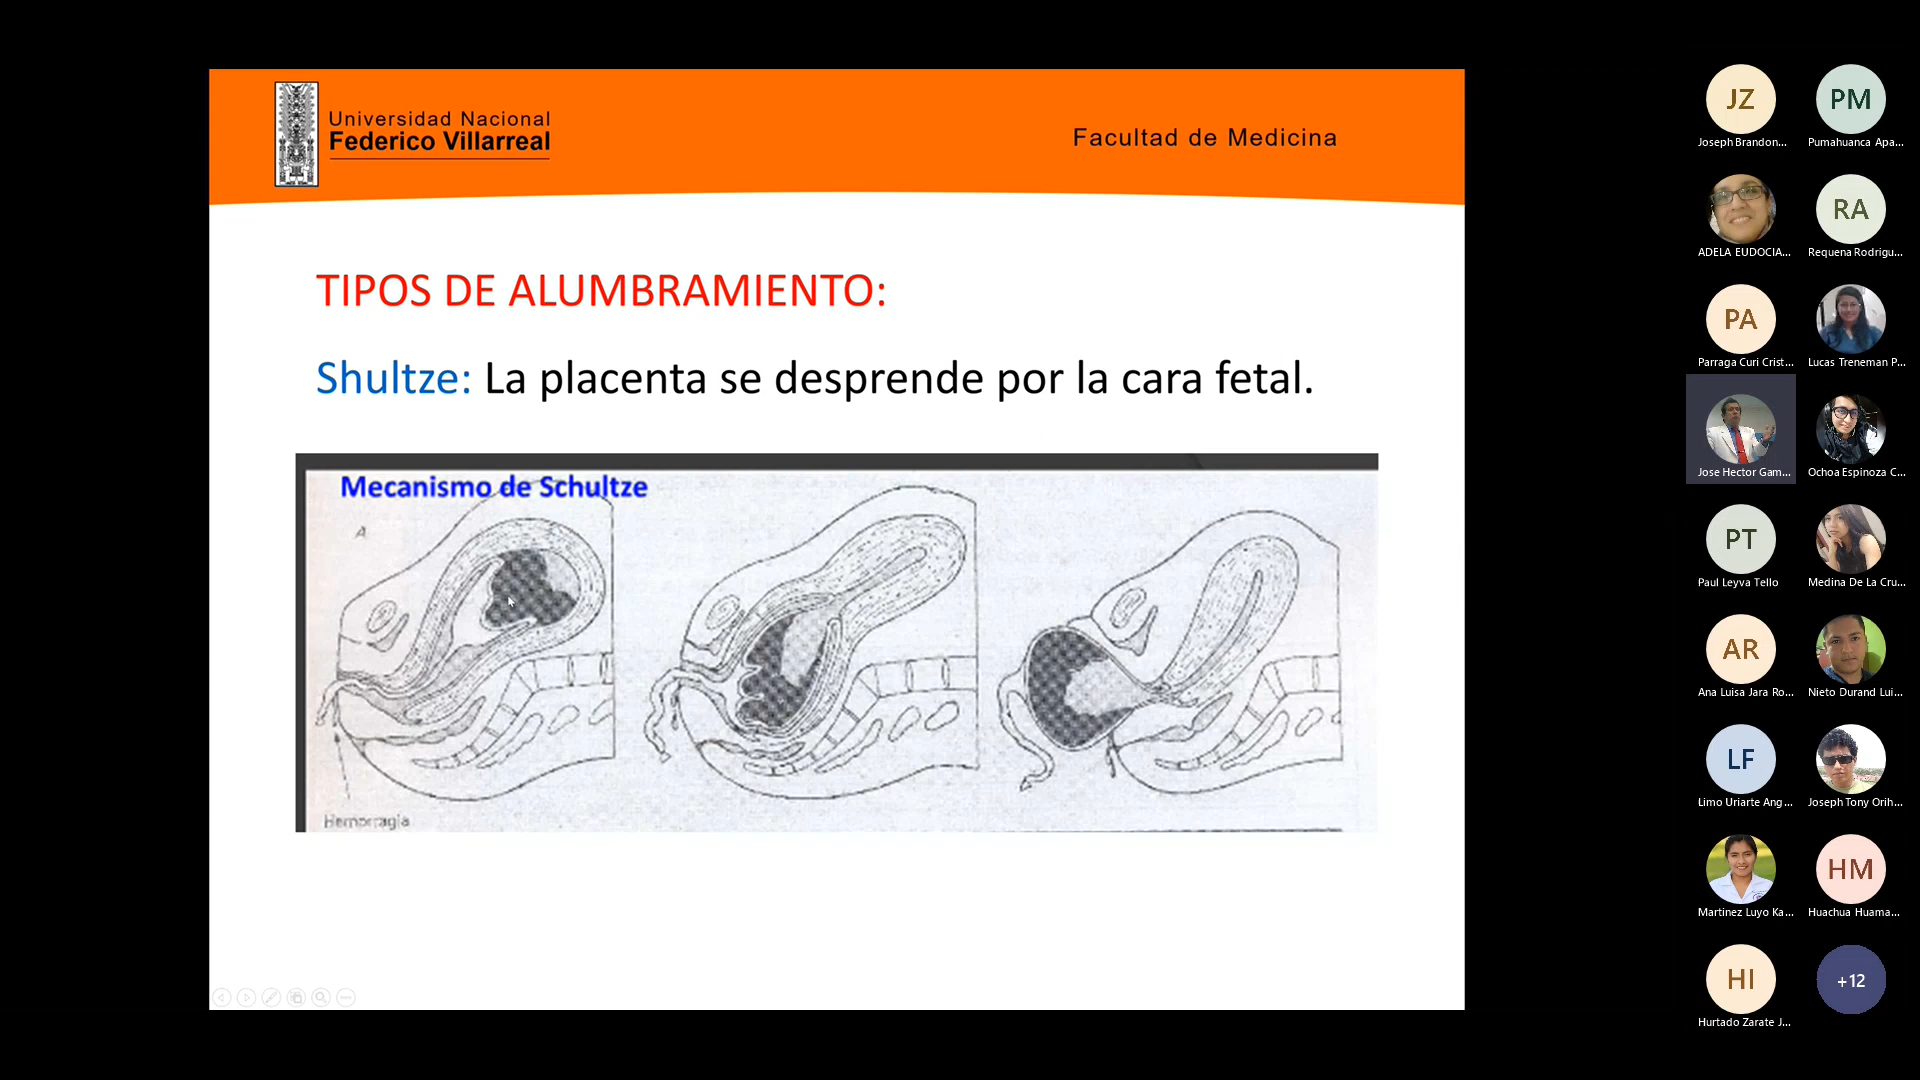 Universidad Nacional
Federico Villarreal
Facultad de Medicina
TIPOS DE ALUMBRAMIENTO:
Shultze: La placenta se desprende por la cara fetal.
Mecanismo de Schultze
A
Hemorragia
JZ
Joseph Brandon...
PM
Pumahuanca Apa...
ADELA EUDOCIA...
RA
Requena Rodrigu...
PA
Parraga Curi Crist...
Lucas Treneman P...
Jose Hector Gam...
Ochoa Espinoza C...
PT
Paul Leyva Tello
Medina De La Cru...
AR
Ana Luisa Jara Ro...
Nieto Durand Lui...
LF
Limo Uriarte Ang...
Joseph Tony Orih...
Martinez Luyo Ka...
HM
Huachua Huama...
HI
Hurtado Zarate J...
+12